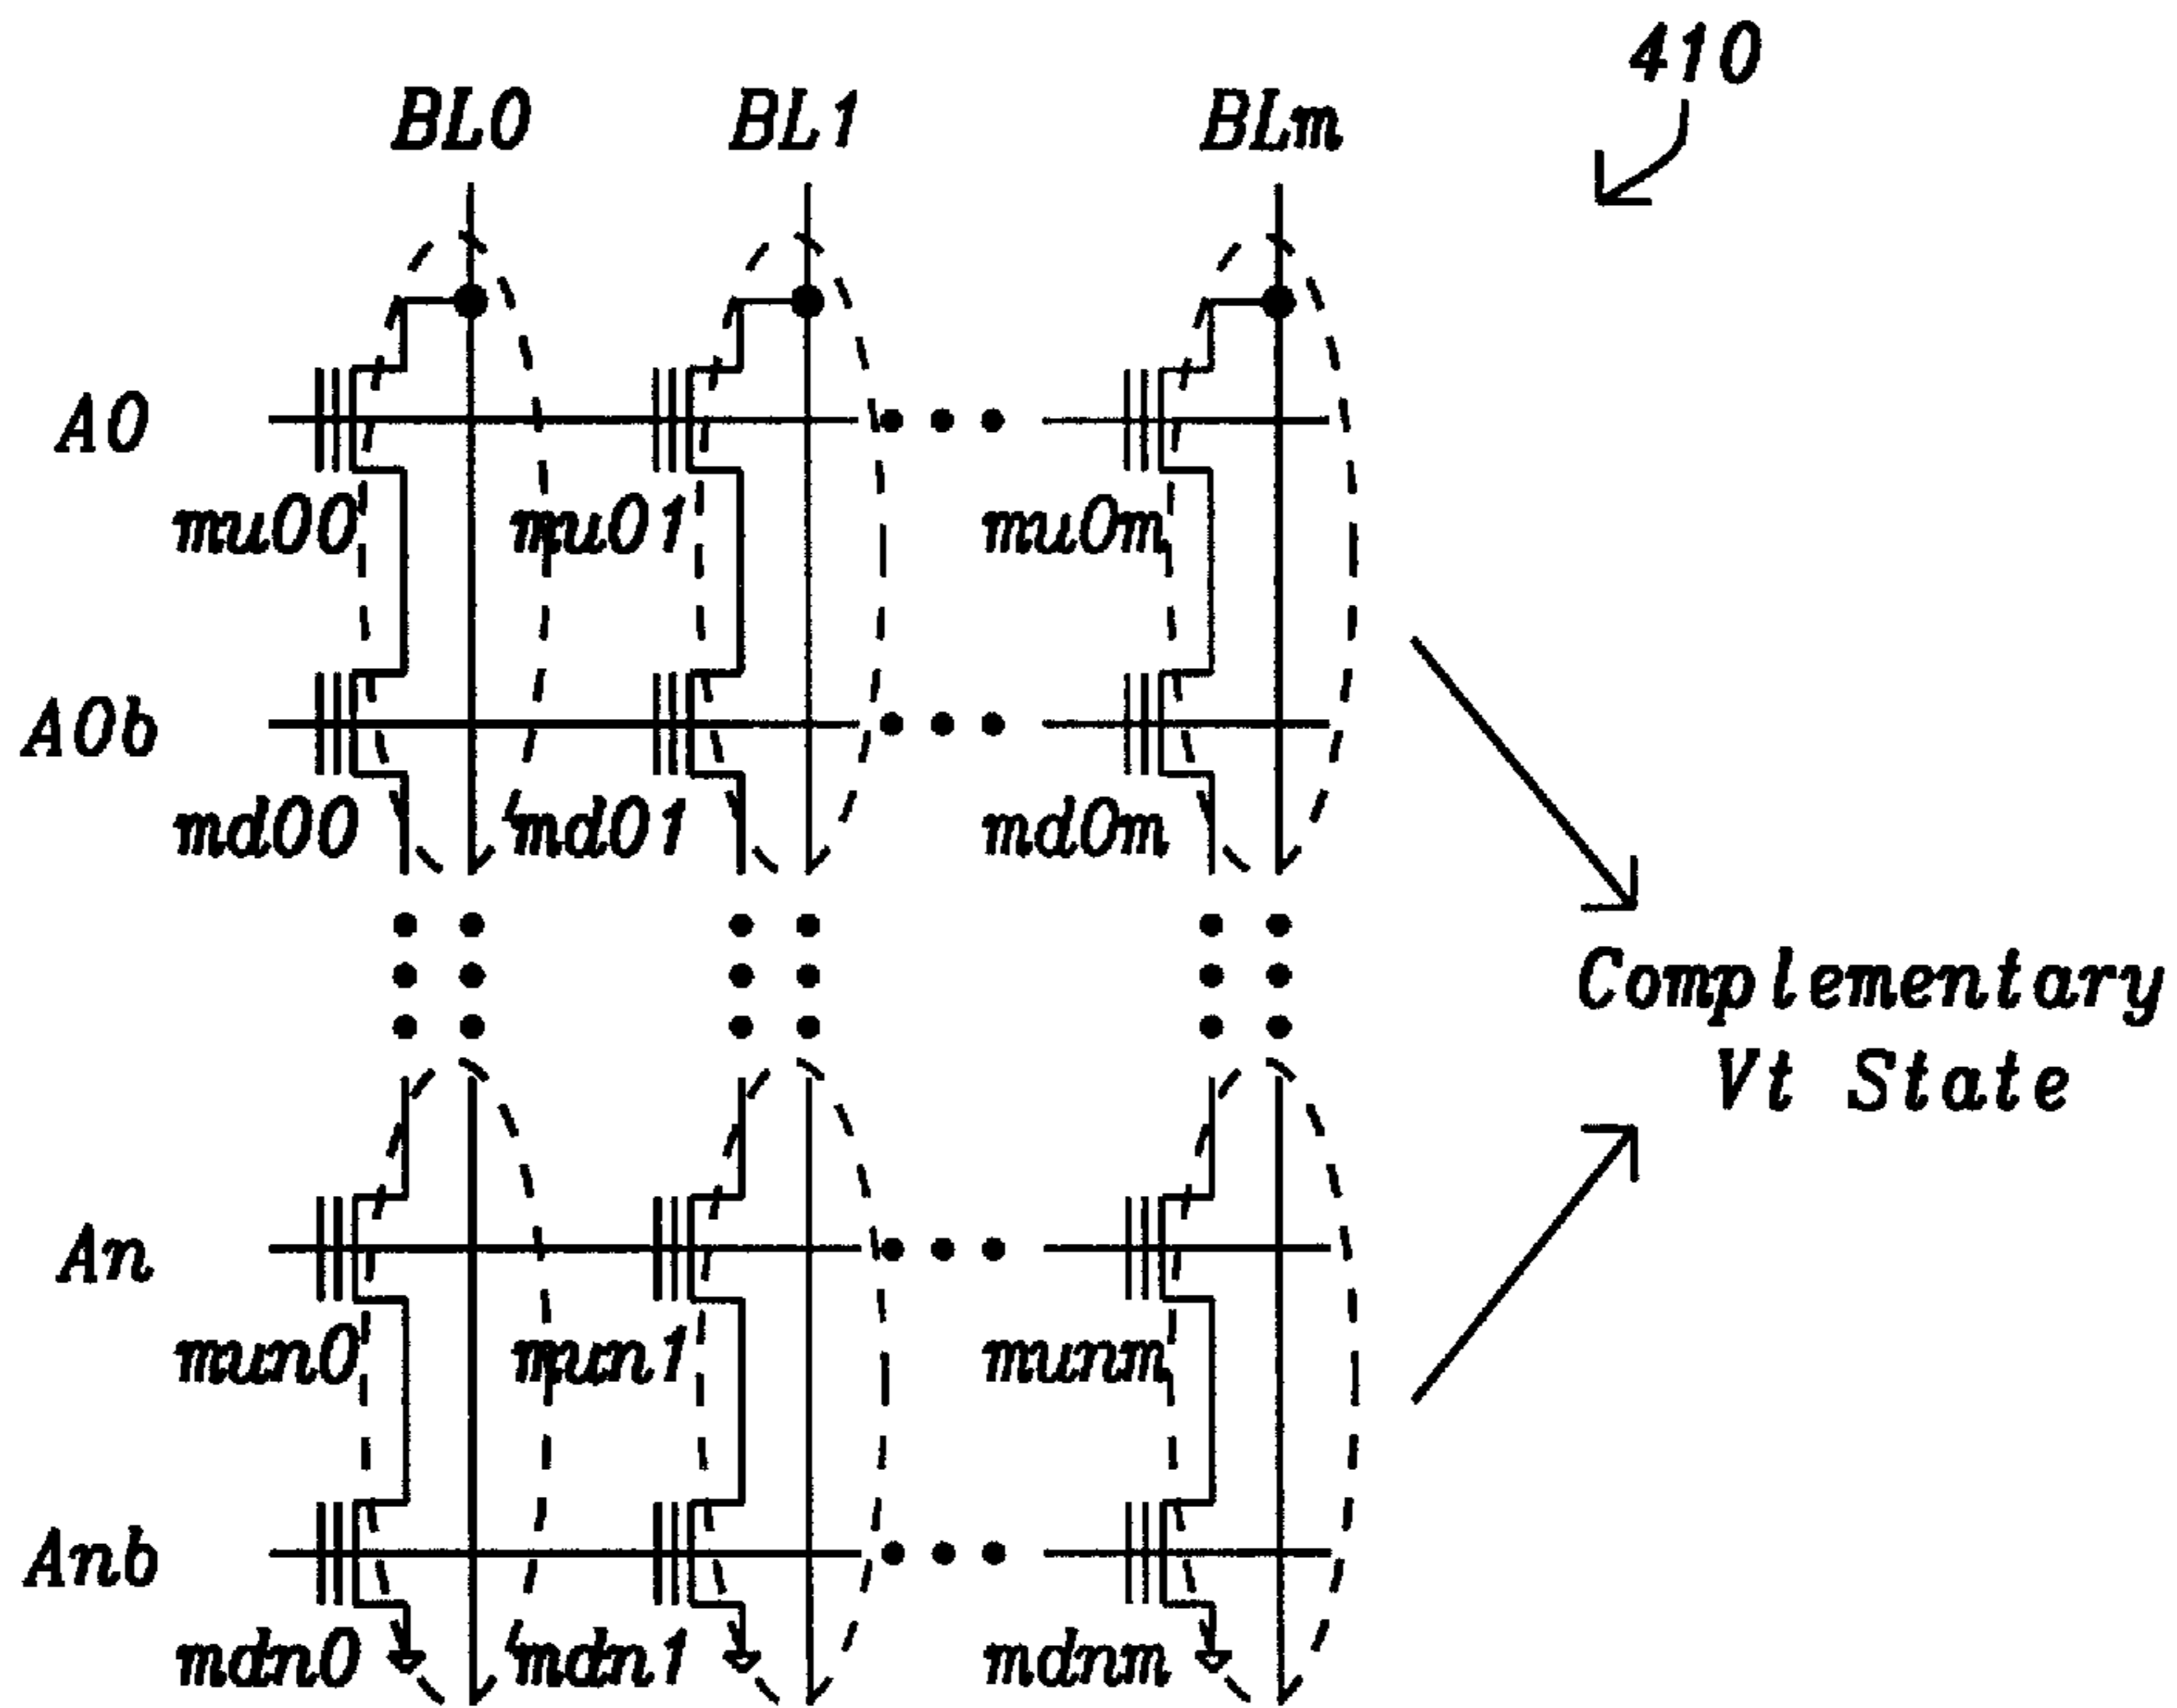 410
BL0 BL1 BLm
A0
mu00 mu01 mu0m
A0b
md00 md01 md0m
Complementary
Vt State
An
mun0 mun1 munm
Anb
mdn0 mdn1 mdnm